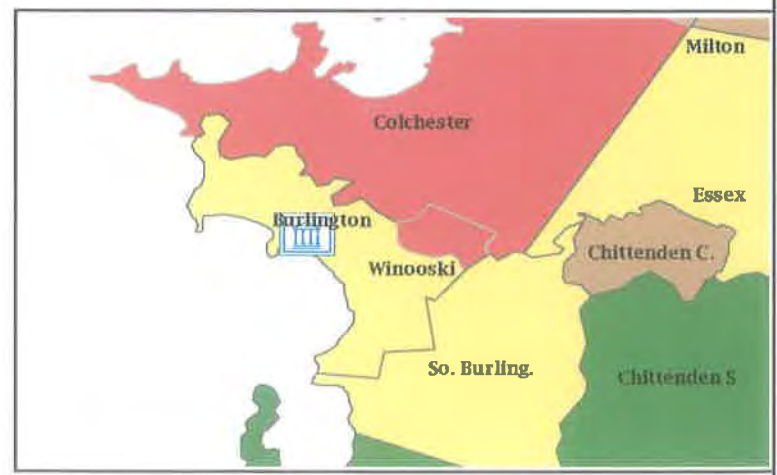 Milton
Colchester
Essex
Burlington
Chittenden C.
Winooski
So. Burling.
Chittenden S